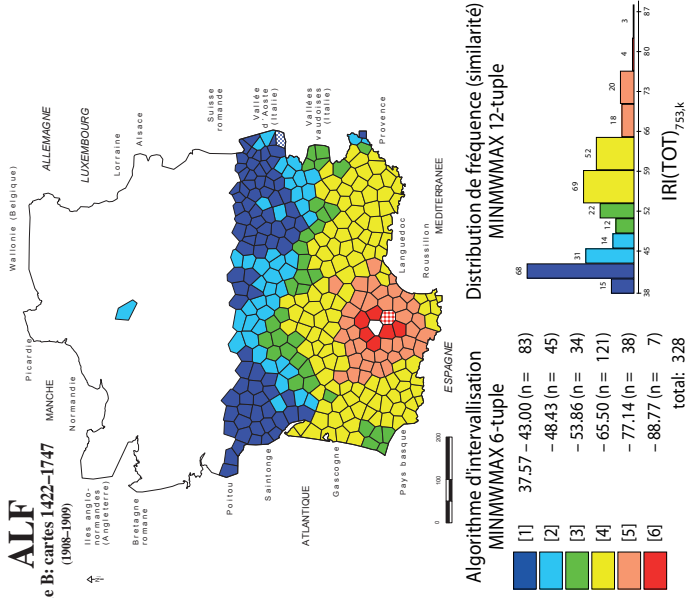 ALF
e B: cartes 1422–1747
(1908–1909)
N
Wallonie (Belgique)
ALLEMAGNE
LUXEMBOURG
Picardie
Lorraine
Alsace
MANCHE
Normandie
Iles anglo-
normandes
(Angleterre)
Bretagne
romane
Suisse
romande
Poitou
Vallée
d'Aoste
(Italie)
Saintonge
Vallées
vaudoises
(Italie)
ATLANTIQUE
Provence
Gascogne
Languedoc
Roussillon
MEDITERRANEE
Pays basque
ESPAGNE
0 100 200
Algorithme d'intervallisation
MINMWMAX 6-tuple
[1] 37.57 – 43.00 (n = 83)
[2] – 48.43 (n = 45)
[3] – 53.86 (n = 34)
[4] – 65.50 (n = 121)
[5] – 77.14 (n = 38)
[6] – 88.77 (n = 7)
total: 328
Distribution de fréquence (similarité)
MINMWMAX 12-tuple
15 68 31 14 12 22 69 52 18 20 4 3
38 45 52 59 66 73 80 87
IRI(TOT)753,k